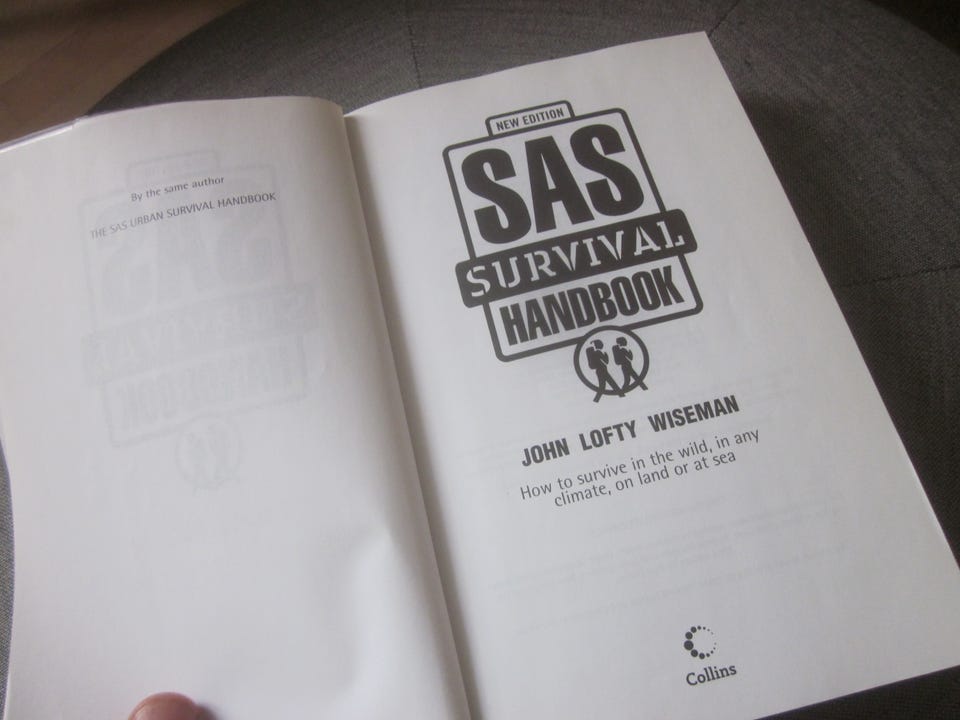 By the same author
THE SAS URBAN SURVIVAL HANDBOOK
NEW EDITION
SAS
SURVIVAL
HANDBOOK
JOHN LOFTY WISEMAN
How to survive in the wild, in any
climate, on land or at sea
Collins